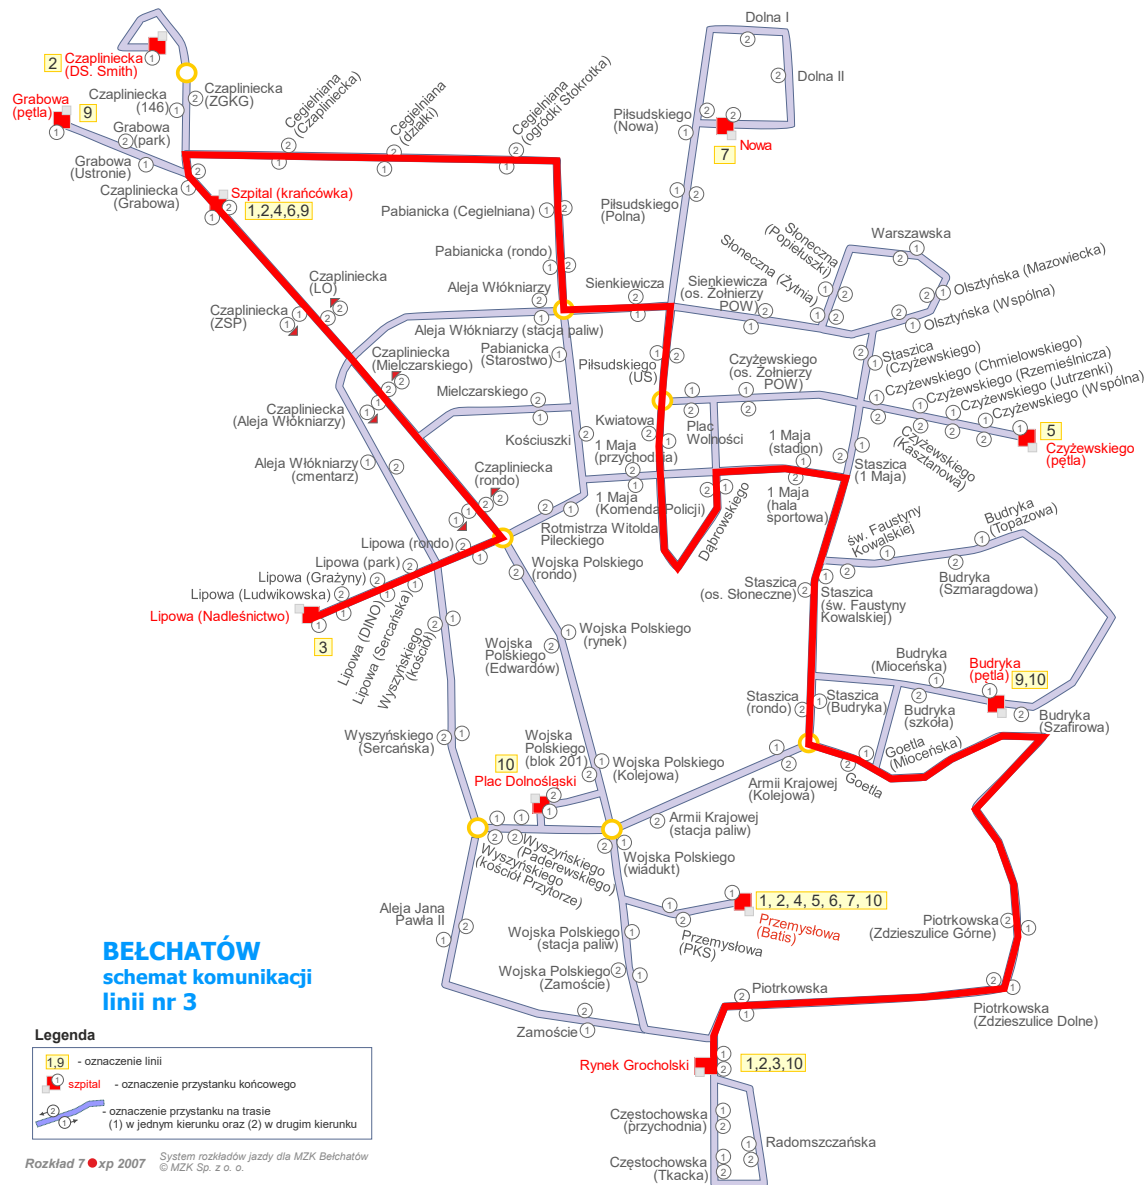 Dolna I
Dolna II
2
Czapliniecka
(DS. Smith)
Grabowa
(pętla)
9
Czapliniecka
(146)
Czapliniecka
(ZGKG)
Grabowa
(park)
Grabowa
(Ustronie)
Czapliniecka
(Grabowa)
Cegielniana
(Czapliniecka)
Cegielniana
(działki)
Cegielniana
(ogródki Stokrotka)
Piłsudskiego
(Nowa)
Nowa
7
Szpital (krańcówka)
1,2,4,6,9
Pabianicka (Cegielniana)
Piłsudskiego
(Polna)
Pabianicka (rondo)
Słoneczna
(Popiełuszki)
Słoneczna (Żytnia)
Warszawska
Olsztyńska (Mazowiecka)
Olsztyńska (Wspólna)
Czapliniecka
(LO)
Czapliniecka
(ZSP)
Aleja Włókniarzy
Sienkiewicza
Sienkiewicza
(os. Żołnierzy
POW)
Aleja Włókniarzy (stacja paliw)
Pabianicka
(Starostwo)
Piłsudskiego
(US)
Czyżewskiego
(os. Żołnierzy
POW)
Staszica
(Czyżewskiego)
Czyżewskiego (Chmielowskiego)
Czyżewskiego (Rzemieślnicza)
Czyżewskiego (Jutrzenki)
Czyżewskiego (Wspólna)
5
Czyżewskiego
(pętla)
Czyżewskiego
(Kasztanowa)
Czapliniecka
(Mielczarskiego)
Mielczarskiego
Czapliniecka
(Aleja Włókniarzy)
Kościuszki
Kwiatowa
Plac
Wolności
1 Maja
(przychodnia)
1 Maja
(stadion)
Staszica
(1 Maja)
Aleja Włókniarzy
(cmentarz)
Czapliniecka
(rondo)
1 Maja
(Komenda Policji)
Dąbrowskiego
1 Maja
(hala
sportowa)
Rotmistrza Witolda
Pileckiego
św. Faustyny
Kowalskiej
Budryka
(Topazowa)
Budryka
(Szmaragdowa)
Lipowa (rondo)
Lipowa (park)
Lipowa (Grażyny)
Lipowa (Ludwikowska)
Lipowa (Nadleśnictwo)
3
Lipowa (DINO)
Lipowa (Sercańska)
Wyszyńskiego
(kościół)
Wojska Polskiego
(rondo)
Wojska Polskiego
(rynek)
Wojska
Polskiego
(Edwardów)
Staszica
(os. Słoneczne)
Staszica
(św. Faustyny
Kowalskiej)
Budryka
(Mioceńska)
Budryka
(pętla)
9,10
Budryka
(szkoła)
Budryka
(Szafirowa)
Staszica
(rondo)
Staszica
(Budryka)
Goetla
(Mioceńska)
Goetla
Wyszyńskiego
(Sercańska)
Wojska
Polskiego
(blok 201)
Wojska Polskiego
(Kolejowa)
10
Plac Dolnośląski
Armii Krajowej
(Kolejowa)
Armii Krajowej
(stacja paliw)
Wyszyńskiego
(Paderewskiego)
Wyszyńskiego
(kościół Przytorze)
Wojska Polskiego
(wiadukt)
1, 2, 4, 5, 6, 7, 10
Przemysłowa
(Batis)
Przemysłowa
(PKS)
Aleja Jana
Pawła II
Wojska Polskiego
(stacja paliw)
Wojska Polskiego
(Zamoście)
Zamoście
Piotrkowska
(Zdzieszulice Górne)
Piotrkowska
Piotrkowska
(Zdzieszulice Dolne)
Rynek Grocholski
1,2,3,10
Częstochowska
(przychodnia)
Radomszczańska
Częstochowska
(Tkacka)
BEŁCHATÓW
schemat komunikacji
linii nr 3
Legenda
1,9 - oznaczenie linii
1 szpital - oznaczenie przystanku końcowego
2 1 - oznaczenie przystanku na trasie
(1) w jednym kierunku oraz (2) w drugim kierunku
Rozkład 7 xp 2007
System rozkładów jazdy dla MZK Bełchatów
© MZK Sp. z o. o.